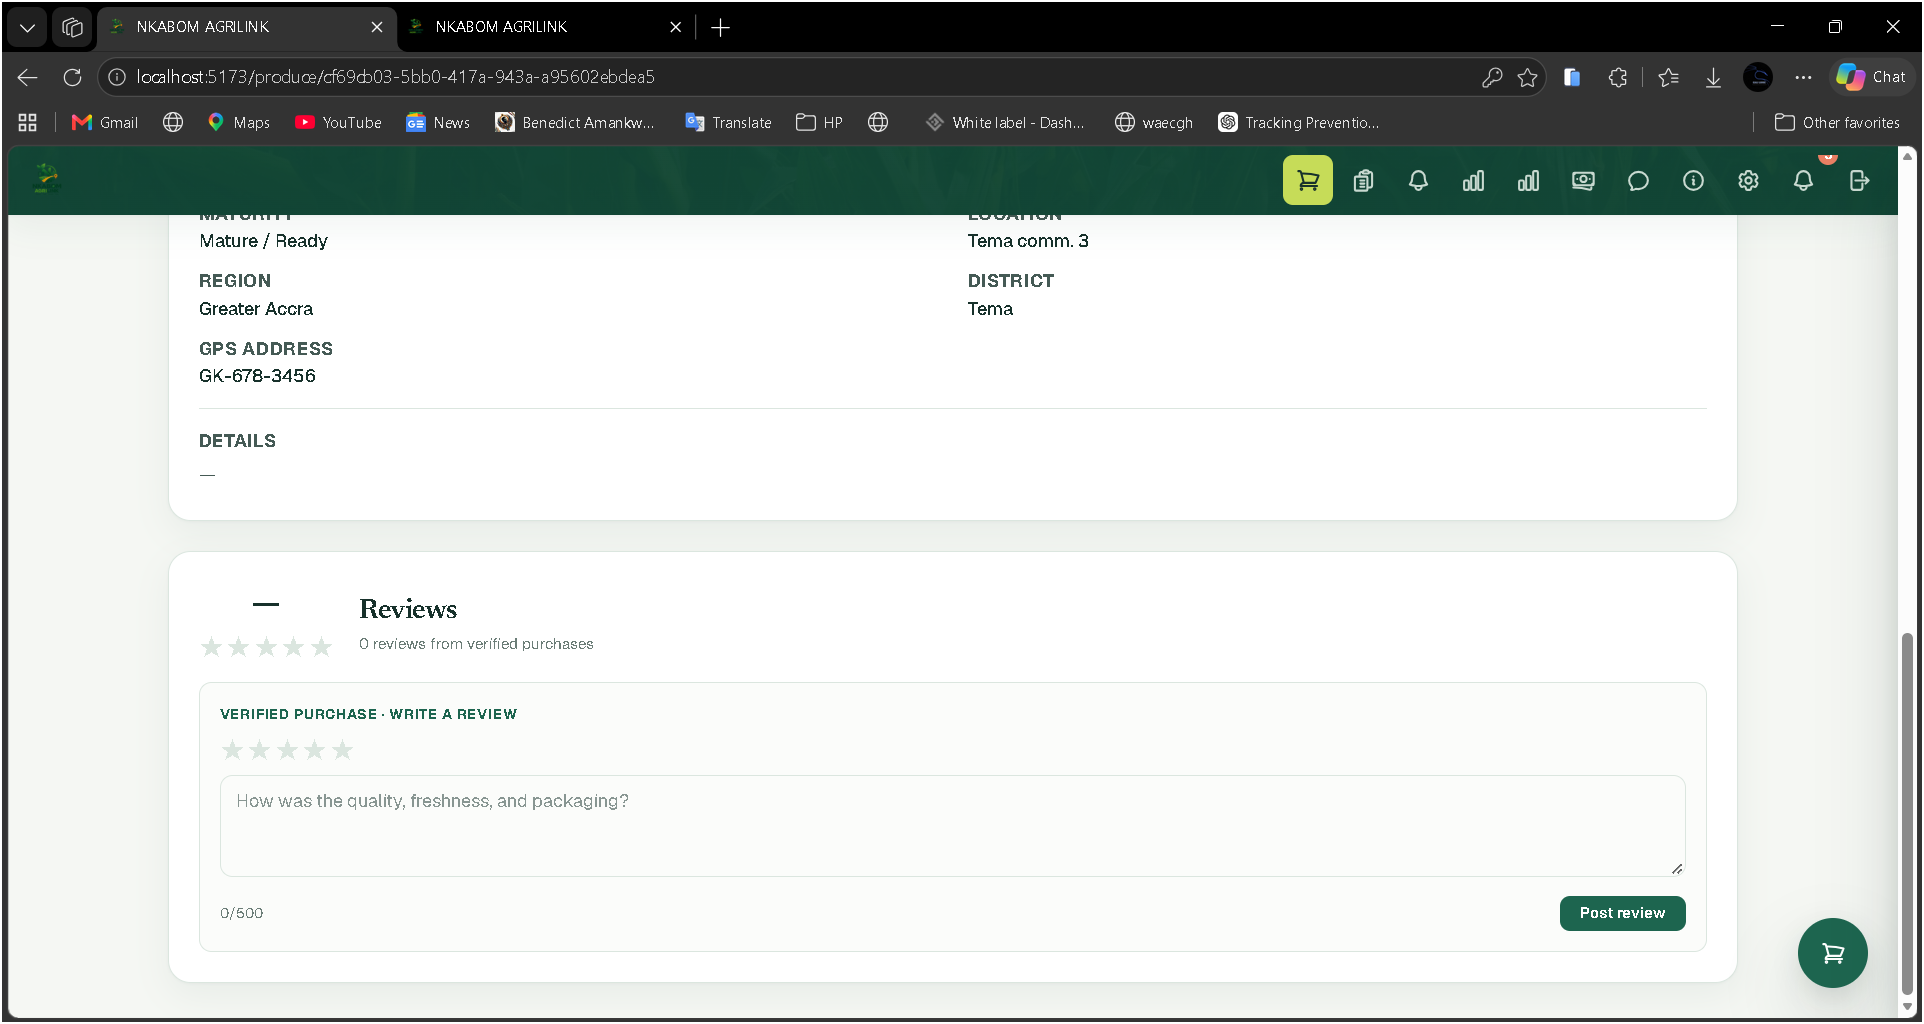 NKABOM AGRILINK
NKABOM AGRILINK
localhost:5173/produce/cf69cb03-5bb0-417a-943a-a95602ebdea5
Chat
Gmail
Maps
YouTube
News
Benedict Amankw...
Translate
HP
White label - Dash...
waecgh
Tracking Preventio...
Other favorites
MATURITY
LOCATION
Mature / Ready
Tema comm. 3
REGION
DISTRICT
Greater Accra
Tema
GPS ADDRESS
GK-678-3456
DETAILS
—
—
Reviews
0 reviews from verified purchases
VERIFIED PURCHASE · WRITE A REVIEW
How was the quality, freshness, and packaging?
0/500
Post review